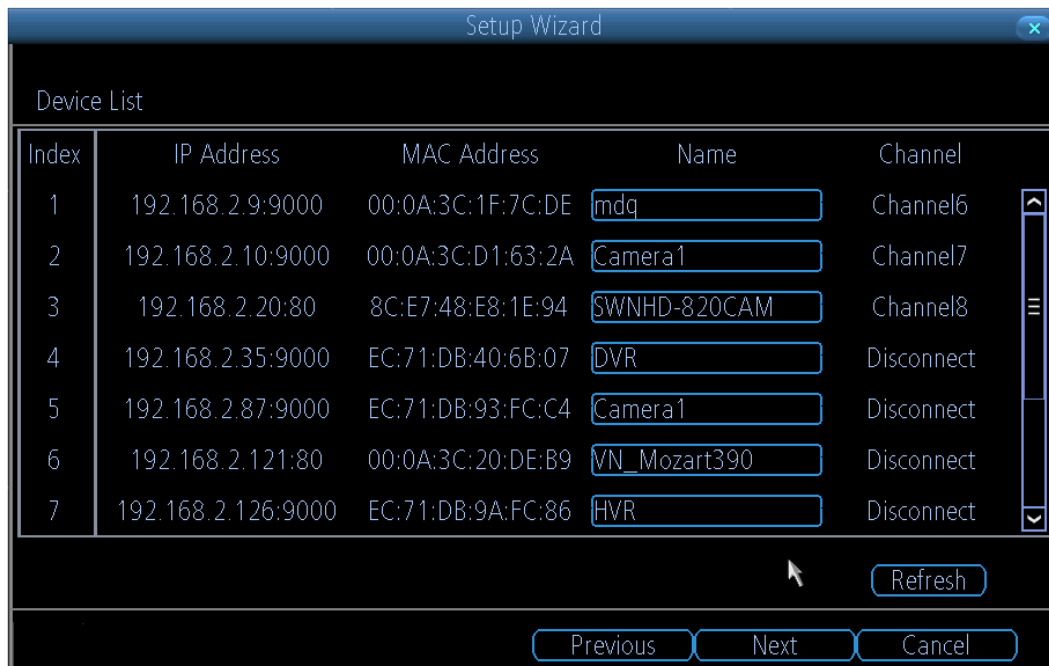 Setup Wizard
Device List
Index IP Address MAC Address Name Channel
1 192.168.2.9:9000 00:0A:3C:1F:7C:DE mdq Channel6
2 192.168.2.10:9000 00:0A:3C:D1:63:2A Camera1 Channel7
3 192.168.2.20:80 8C:E7:48:E8:1E:94 SWNHD-820CAM Channel8
4 192.168.2.35:9000 EC:71:DB:40:6B:07 DVR Disconnect
5 192.168.2.87:9000 EC:71:DB:93:FC:C4 Camera1 Disconnect
6 192.168.2.121:80 00:0A:3C:20:DE:B9 VN_Mozart390 Disconnect
7 192.168.2.126:9000 EC:71:DB:9A:FC:86 HVR Disconnect
Refresh
Previous Next Cancel